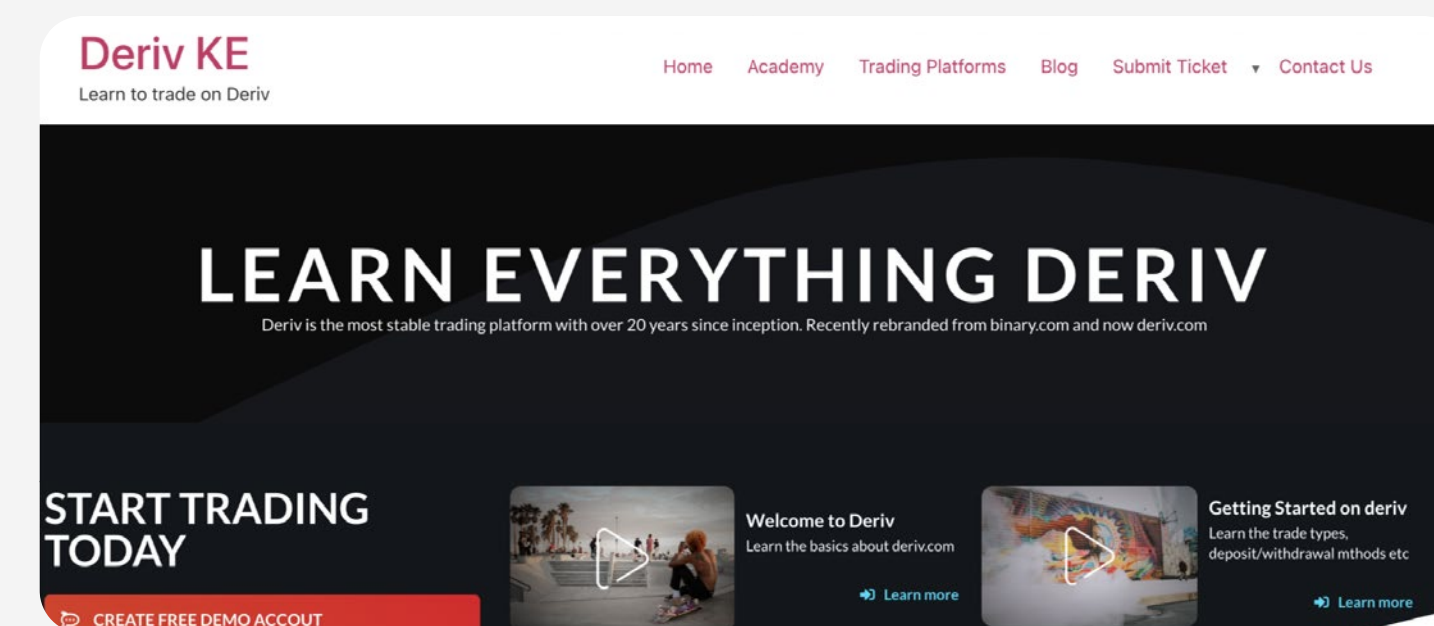 Deriv KE
Learn to trade on Deriv
Home Academy Trading Platforms Blog Submit Ticket ▾ Contact Us
LEARN EVERYTHING DERIV
Deriv is the most stable trading platform with over 20 years since inception. Recently rebranded from binary.com and now deriv.com
START TRADING
TODAY
CREATE FREE DEMO ACCOUT
Welcome to Deriv
Learn the basics about deriv.com
Learn more
Getting Started on deriv
Learn the trade types,
deposit/withdrawal mthods etc
Learn more